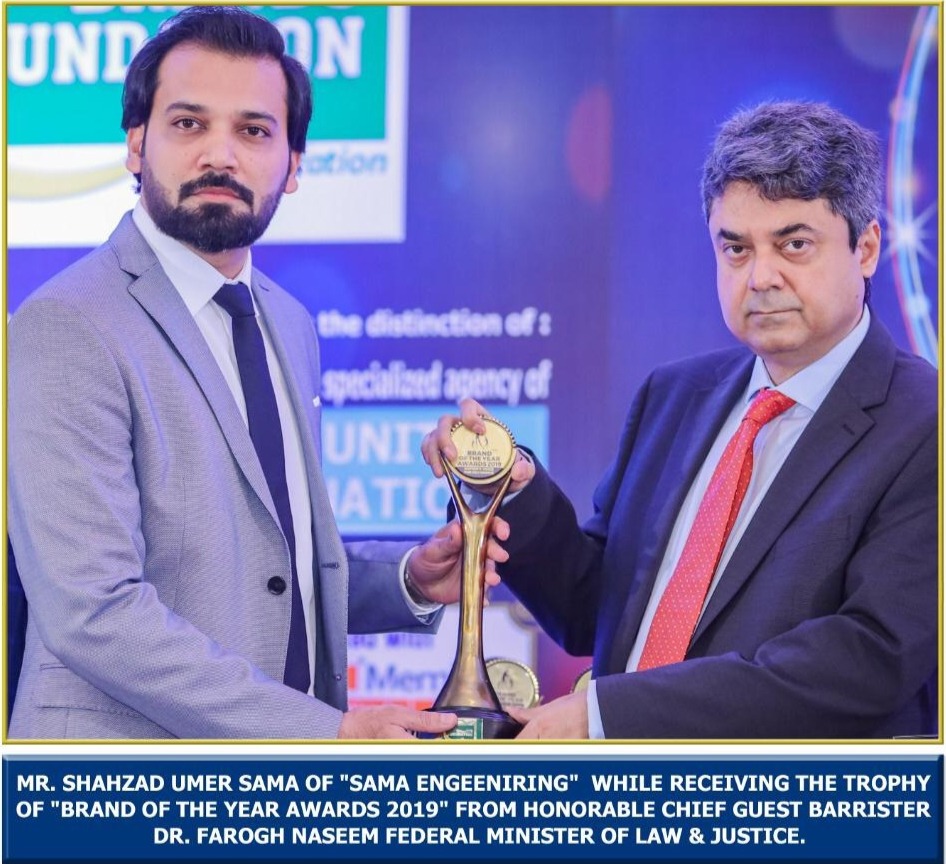 UNDATION
ration
the distinction of :
specialized agency of
UNIT
NATIO
BRAND
OF THE YEAR
AWARDS 2019
Merr
MR. SHAHZAD UMER SAMA OF "SAMA ENGEENIRING" WHILE RECEIVING THE TROPHY
OF "BRAND OF THE YEAR AWARDS 2019" FROM HONORABLE CHIEF GUEST BARRISTER
DR. FAROGH NASEEM FEDERAL MINISTER OF LAW & JUSTICE.